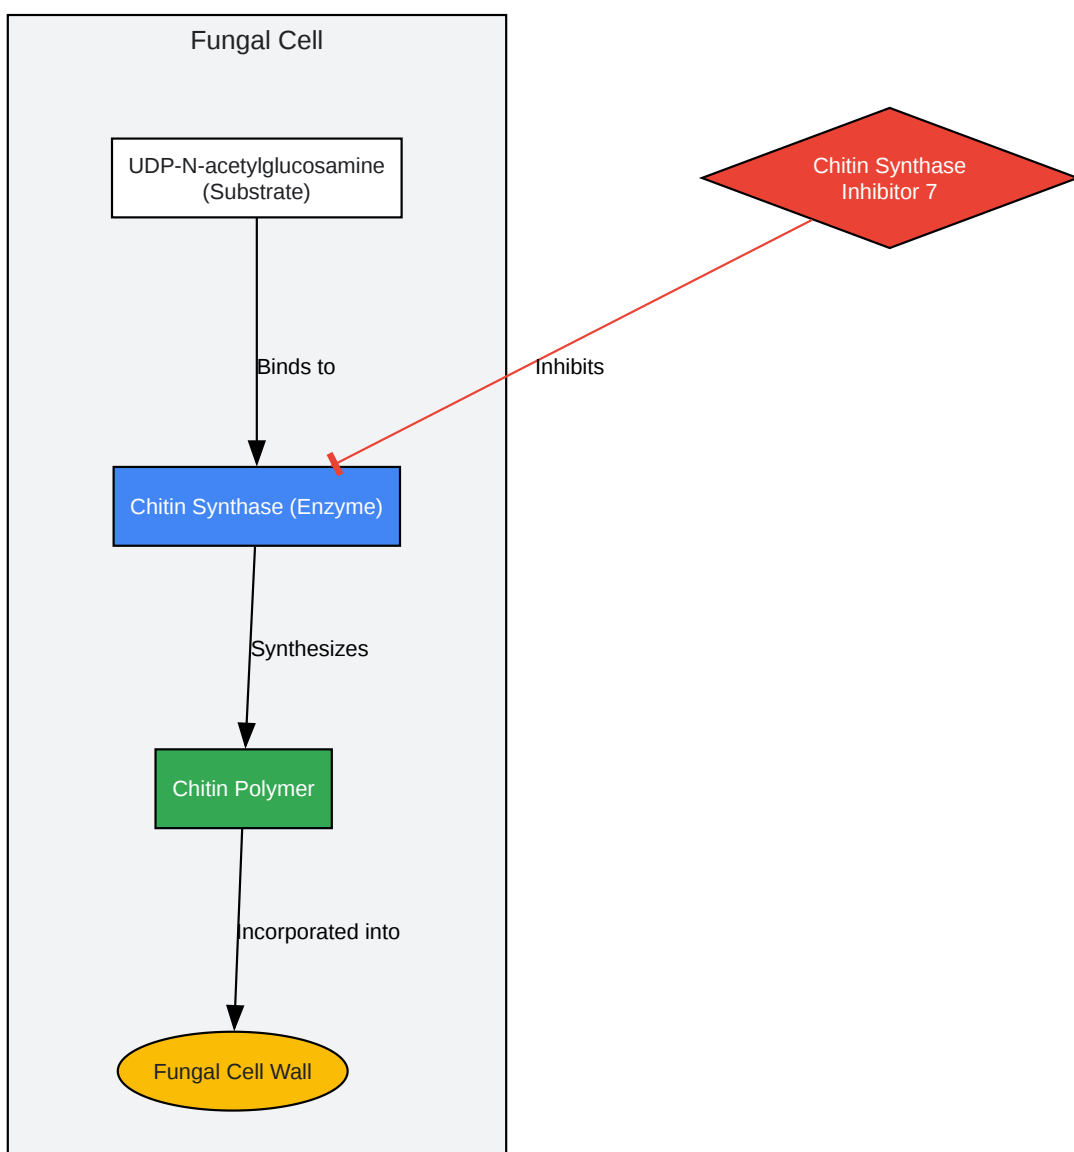 Fungal Cell
UDP-N-acetylglucosamine
(Substrate)
Chitin Synthase
Inhibitor 7
Binds to
Inhibits
Chitin Synthase (Enzyme)
Synthesizes
Chitin Polymer
Incorporated into
Fungal Cell Wall